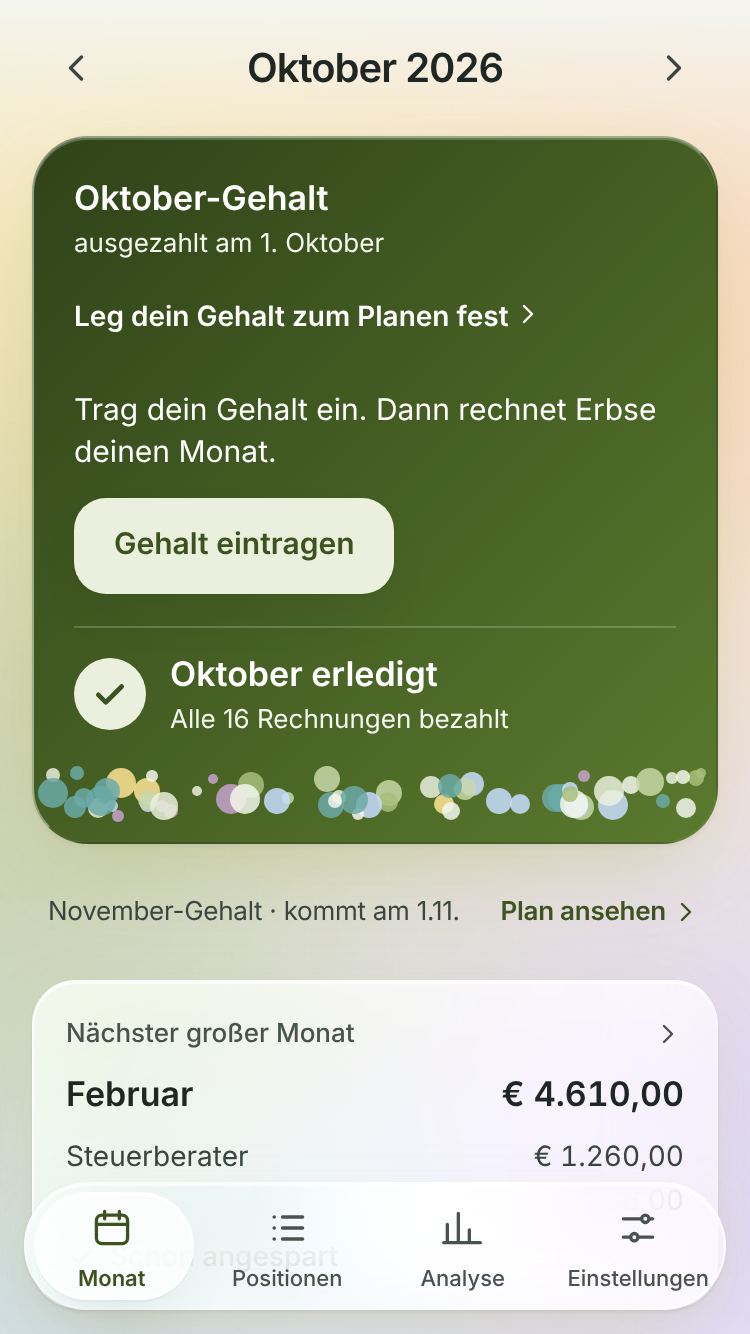 Oktober 2026
Oktober-Gehalt
ausgezahlt am 1. Oktober
Leg dein Gehalt zum Planen fest
Trag dein Gehalt ein. Dann rechnet Erbse
deinen Monat.
Gehalt eintragen
Oktober erledigt
Alle 16 Rechnungen bezahlt
November-Gehalt · kommt am 1.11.
Plan ansehen
Nächster großer Monat
Februar
€ 4.610,00
Steuerberater
€ 1.260,00
Schon angespart
Monat
Positionen
Analyse
Einstellungen